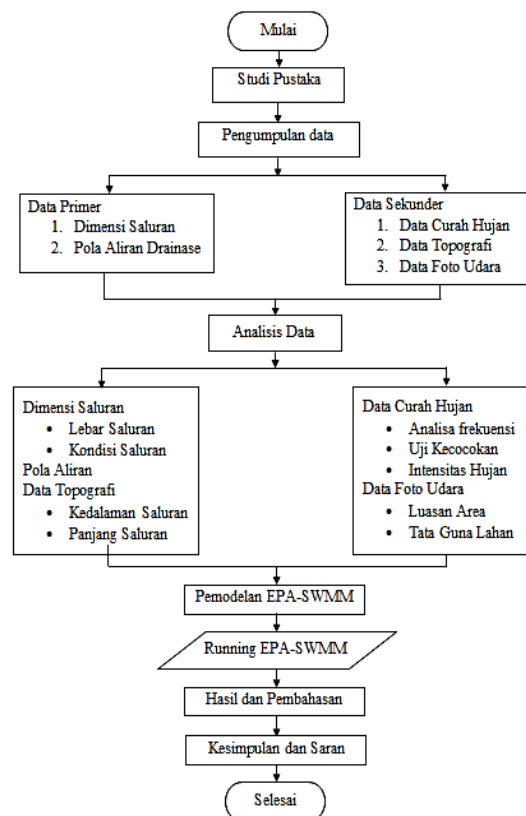 Mulai
Studi Pustaka
Pengumpulan data
Data Primer
1. Dimensi Saluran
2. Pola Aliran Drainase
Data Sekunder
1. Data Curah Hujan
2. Data Topografi
3. Data Foto Udara
Analisis Data
Dimensi Saluran
• Lebar Saluran
• Kondisi Saluran
Pola Aliran
Data Topografi
• Kedalaman Saluran
• Panjang Saluran
Data Curah Hujan
• Analisa frekuensi
• Uji Kecocokan
• Intensitas Hujan
Data Foto Udara
• Luasan Area
• Tata Guna Lahan
Pemodelan EPA-SWMM
Running EPA-SWMM
Hasil dan Pembahasan
Kesimpulan dan Saran
Selesai